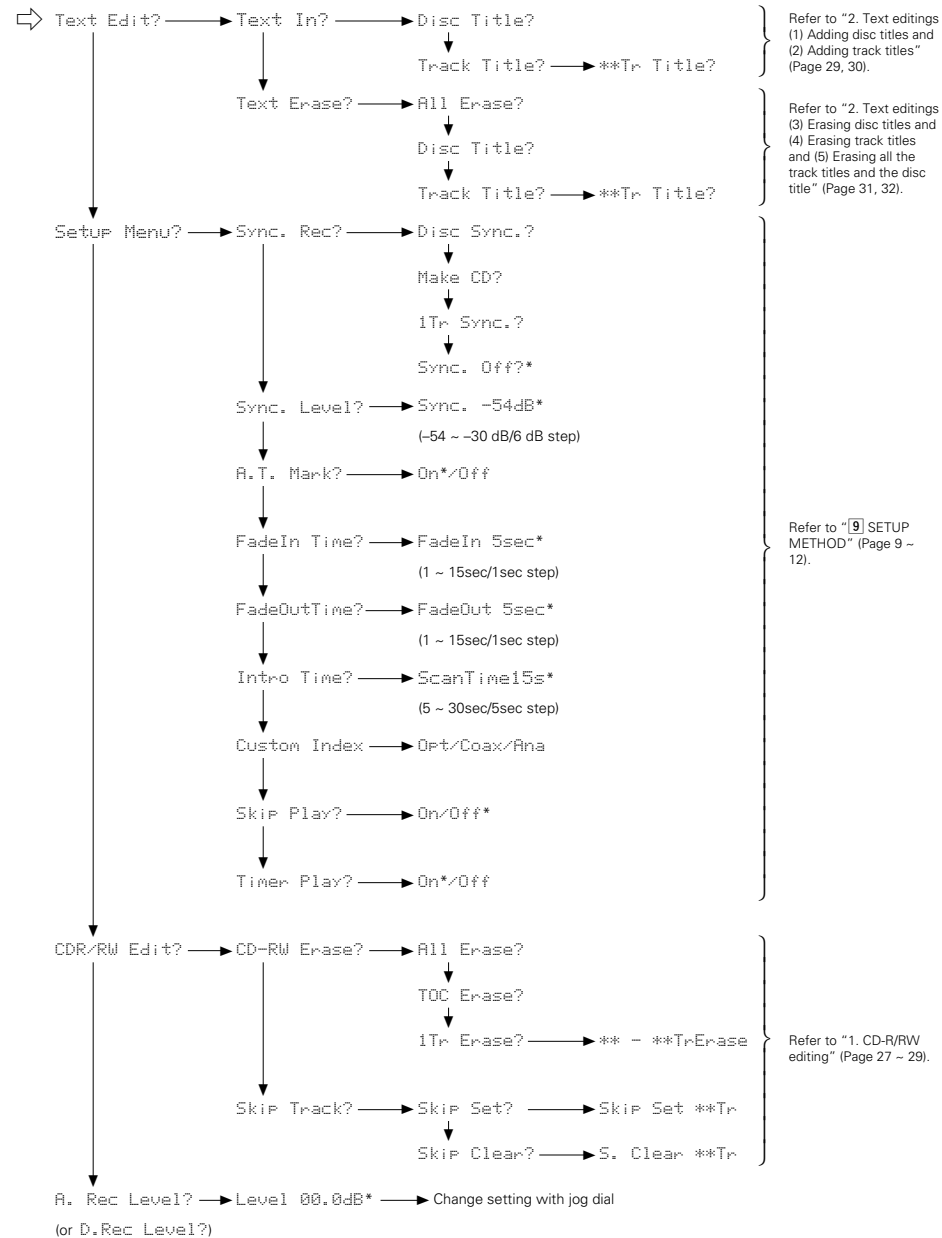 Text Edit? Text In? Disc Title?
Track Title? **Tr Title?
Refer to “2. Text editings
(1) Adding disc titles and
(2) Adding track titles”
(Page 29, 30).
Text Erase? All Erase?
Disc Title?
Track Title? **Tr Title?
Refer to “2. Text editings
(3) Erasing disc titles and
(4) Erasing track titles
and (5) Erasing all the
track titles and the disc
title” (Page 31, 32).
Setup Menu? Sync. Rec? Disc Sync.?
Make CD?
1Tr Sync.?
Sync. Off?*
Sync. Level? Sync. -54dB*
(–54 ~ –30 dB/6 dB step)
A.T. Mark? On*/Off
FadeIn Time? FadeIn 5sec*
(1 ~ 15sec/1sec step)
FadeOutTime? FadeOut 5sec*
(1 ~ 15sec/1sec step)
Intro Time? ScanTime15s*
(5 ~ 30sec/5sec step)
Custom Index Opt/Coax/Ana
Skip Play? On/Off*
Timer Play? On*/Off
Refer to “9 SETUP
METHOD” (Page 9 ~
12).
CDR/RW Edit? CD-RW Erase? All Erase?
TOC Erase?
1Tr Erase? ** - **TrErase
Skip Track? Skip Set? Skip Set **Tr
Skip Clear? S. Clear **Tr
Refer to “1. CD-R/RW
editing” (Page 27 ~ 29).
A. Rec Level? Level 00.0dB* Change setting with jog dial
(or D.Rec Level?)